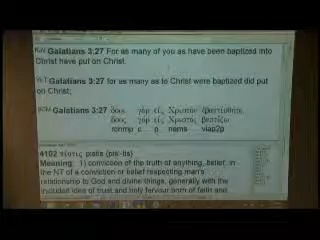 Galatians 3:27 For as many of you as have been baptized into
Christ have put on Christ.
Galatians 3:27 for as many as to Christ were baptized did put
on Christ;
Galatians 3:27
4102 πίστις pistis (pis'-tis)
Meaning: 1) conviction of the truth of anything, belief; in
the NT of a conviction or belief respecting man's
relationship to God and divine things, generally with the
included idea of trust and holy fervour born of faith and